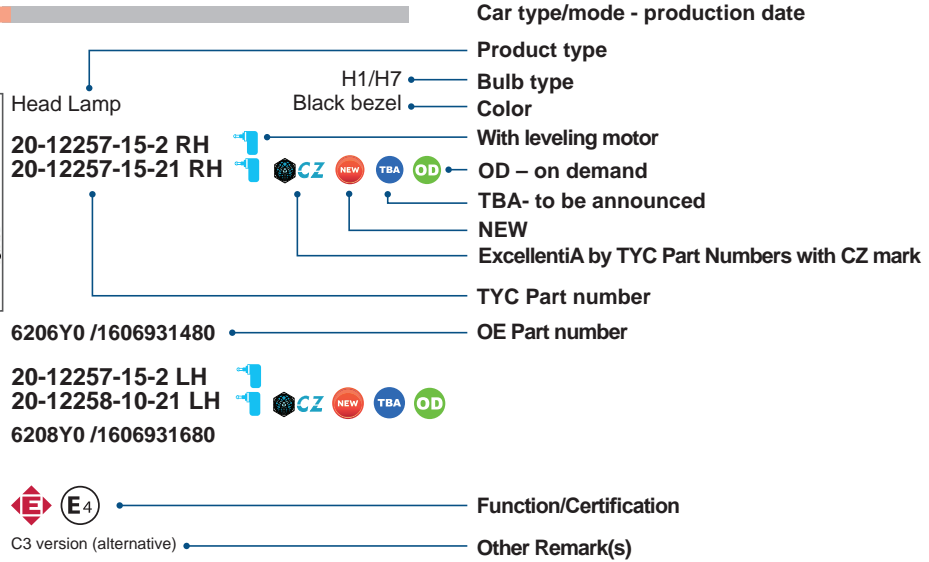 Car type/mode - production date
Product type
H1/H7 Bulb type
Head Lamp Black bezel Color
20-12257-15-2 RH With leveling motor
20-12257-15-21 RH CZ NEW TBA OD OD – on demand
TBA- to be announced
NEW
ExcellentiA by TYC Part Numbers with CZ mark
TYC Part number
6206Y0 /1606931480 OE Part number
20-12257-15-2 LH
20-12258-10-21 LH CZ NEW TBA OD
6208Y0 /1606931680
E E4 Function/Certification
C3 version (alternative) Other Remark(s)